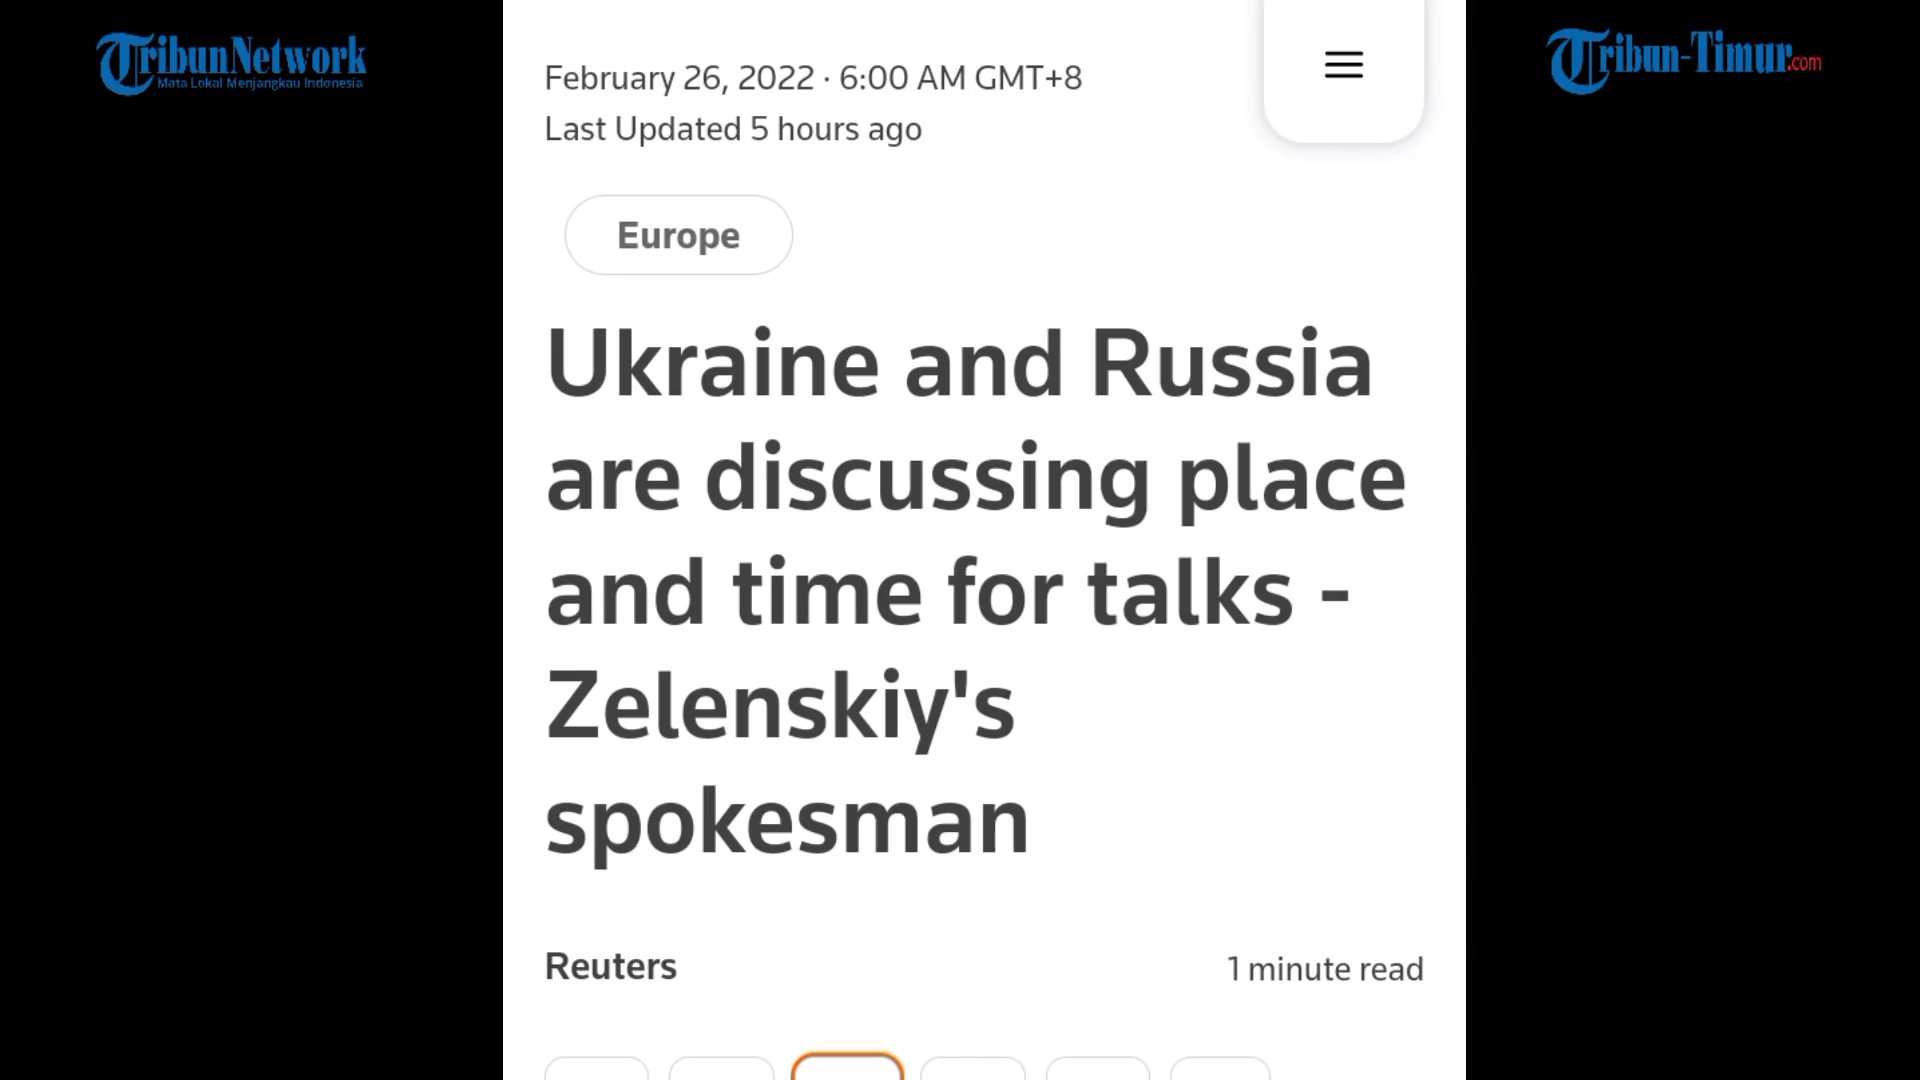 TribunNetwork
Mata Lokal Menjangkau Indonesia
Tribun-Timur.com
February 26, 2022 · 6:00 AM GMT+8
Last Updated 5 hours ago
Europe
Ukraine and Russia
are discussing place
and time for talks -
Zelenskiy's
spokesman
Reuters
1 minute read